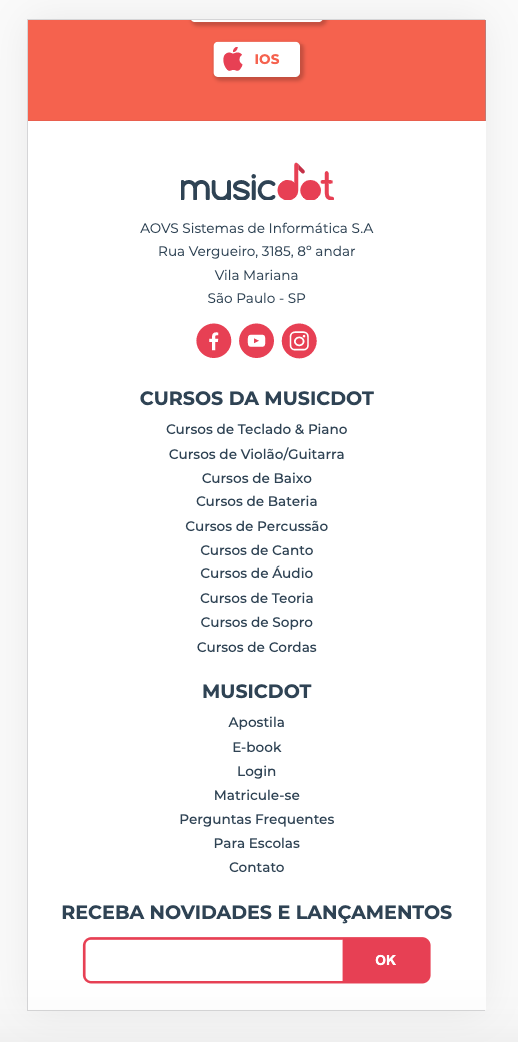 IOS
musicdot
AOVS Sistemas de Informática S.A
Rua Vergueiro, 3185, 8º andar
Vila Mariana
São Paulo - SP
CURSOS DA MUSICDOT
Cursos de Teclado & Piano
Cursos de Violão/Guitarra
Cursos de Baixo
Cursos de Bateria
Cursos de Percussão
Cursos de Canto
Cursos de Áudio
Cursos de Teoria
Cursos de Sopro
Cursos de Cordas
MUSICDOT
Apostila
E-book
Login
Matricule-se
Perguntas Frequentes
Para Escolas
Contato
RECEBA NOVIDADES E LANÇAMENTOS
OK